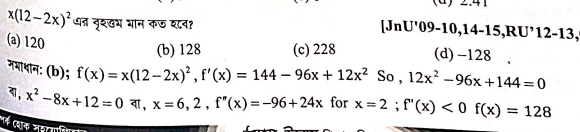 (d) 2.41
x(12−2x)² এর বৃহত্তম মান কত হবে?
[JnU'09-10,14-15,RU'12-13,
(a) 120 (b) 128 (c) 228 (d) −128
সমাধান: (b); f(x) = x(12−2x)², f'(x) = 144 − 96x + 12x² So , 12x² −96x+144 = 0
বা, x² −8x+12 = 0 বা, x = 6, 2 , f"(x) = −96+24x for x = 2 ; f"(x) < 0 f(x) = 128